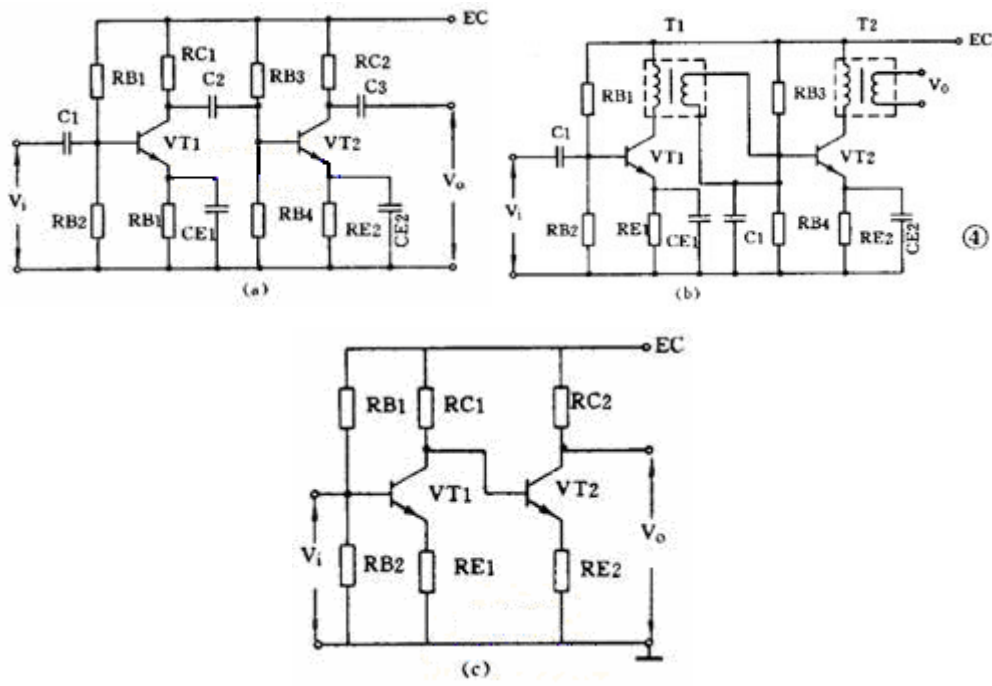 EC
RC1
RC2
RB1
C2
RB3
C3
C1
VT1
VT2
Vi
Vo
RB2
RB1
CE1
RB4
RE2
CE2
(a)
T1
T2
EC
RB1
RB3
Vo
C1
VT1
VT2
Vi
RB2
RE1
CE1
C1
RB4
RE2
CE2
④
(b)
EC
RB1
RC1
RC2
VT1
VT2
Vi
Vo
RB2
RE1
RE2
(c)